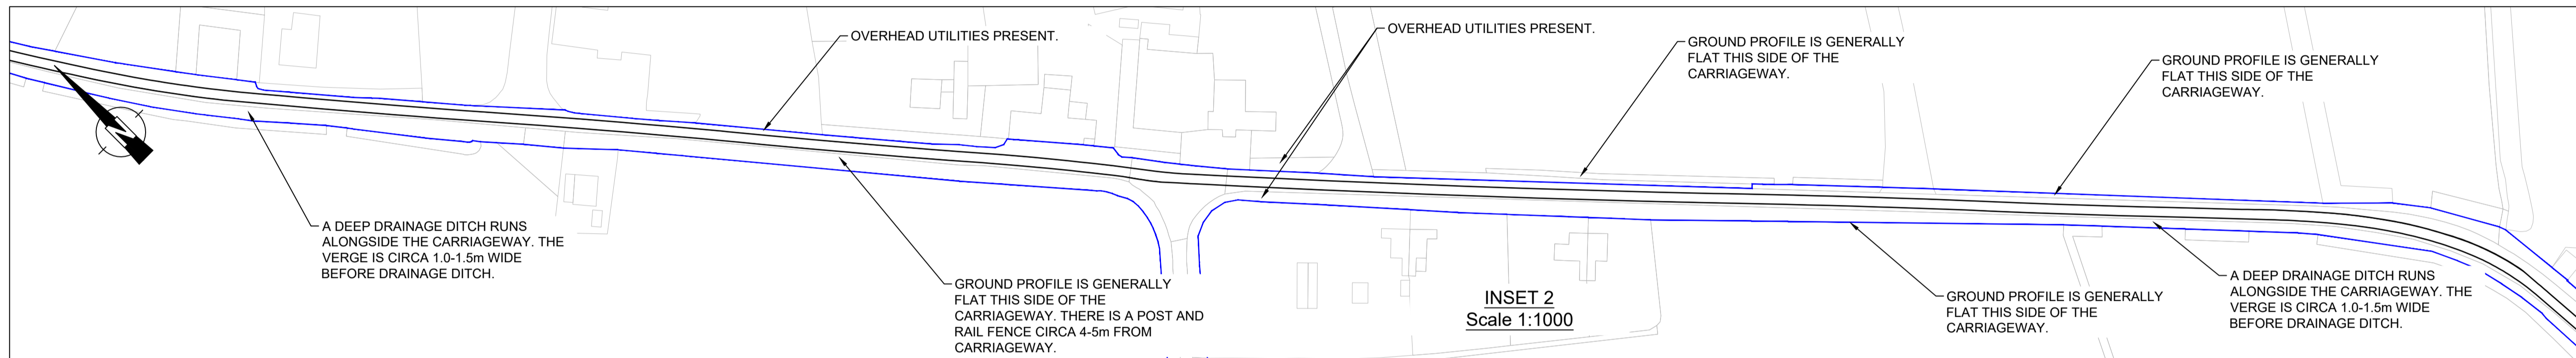 OVERHEAD UTILITIES PRESENT.
OVERHEAD UTILITIES PRESENT.
GROUND PROFILE IS GENERALLY
FLAT THIS SIDE OF THE
CARRIAGEWAY.
GROUND PROFILE IS GENERALLY
FLAT THIS SIDE OF THE
CARRIAGEWAY.
A DEEP DRAINAGE DITCH RUNS
ALONGSIDE THE CARRIAGEWAY. THE
VERGE IS CIRCA 1.0-1.5m WIDE
BEFORE DRAINAGE DITCH.
GROUND PROFILE IS GENERALLY
FLAT THIS SIDE OF THE
CARRIAGEWAY. THERE IS A POST AND
RAIL FENCE CIRCA 4-5m FROM
CARRIAGEWAY.
INSET 2
Scale 1:1000
GROUND PROFILE IS GENERALLY
FLAT THIS SIDE OF THE
CARRIAGEWAY.
A DEEP DRAINAGE DITCH RUNS
ALONGSIDE THE CARRIAGEWAY. THE
VERGE IS CIRCA 1.0-1.5m WIDE
BEFORE DRAINAGE DITCH.